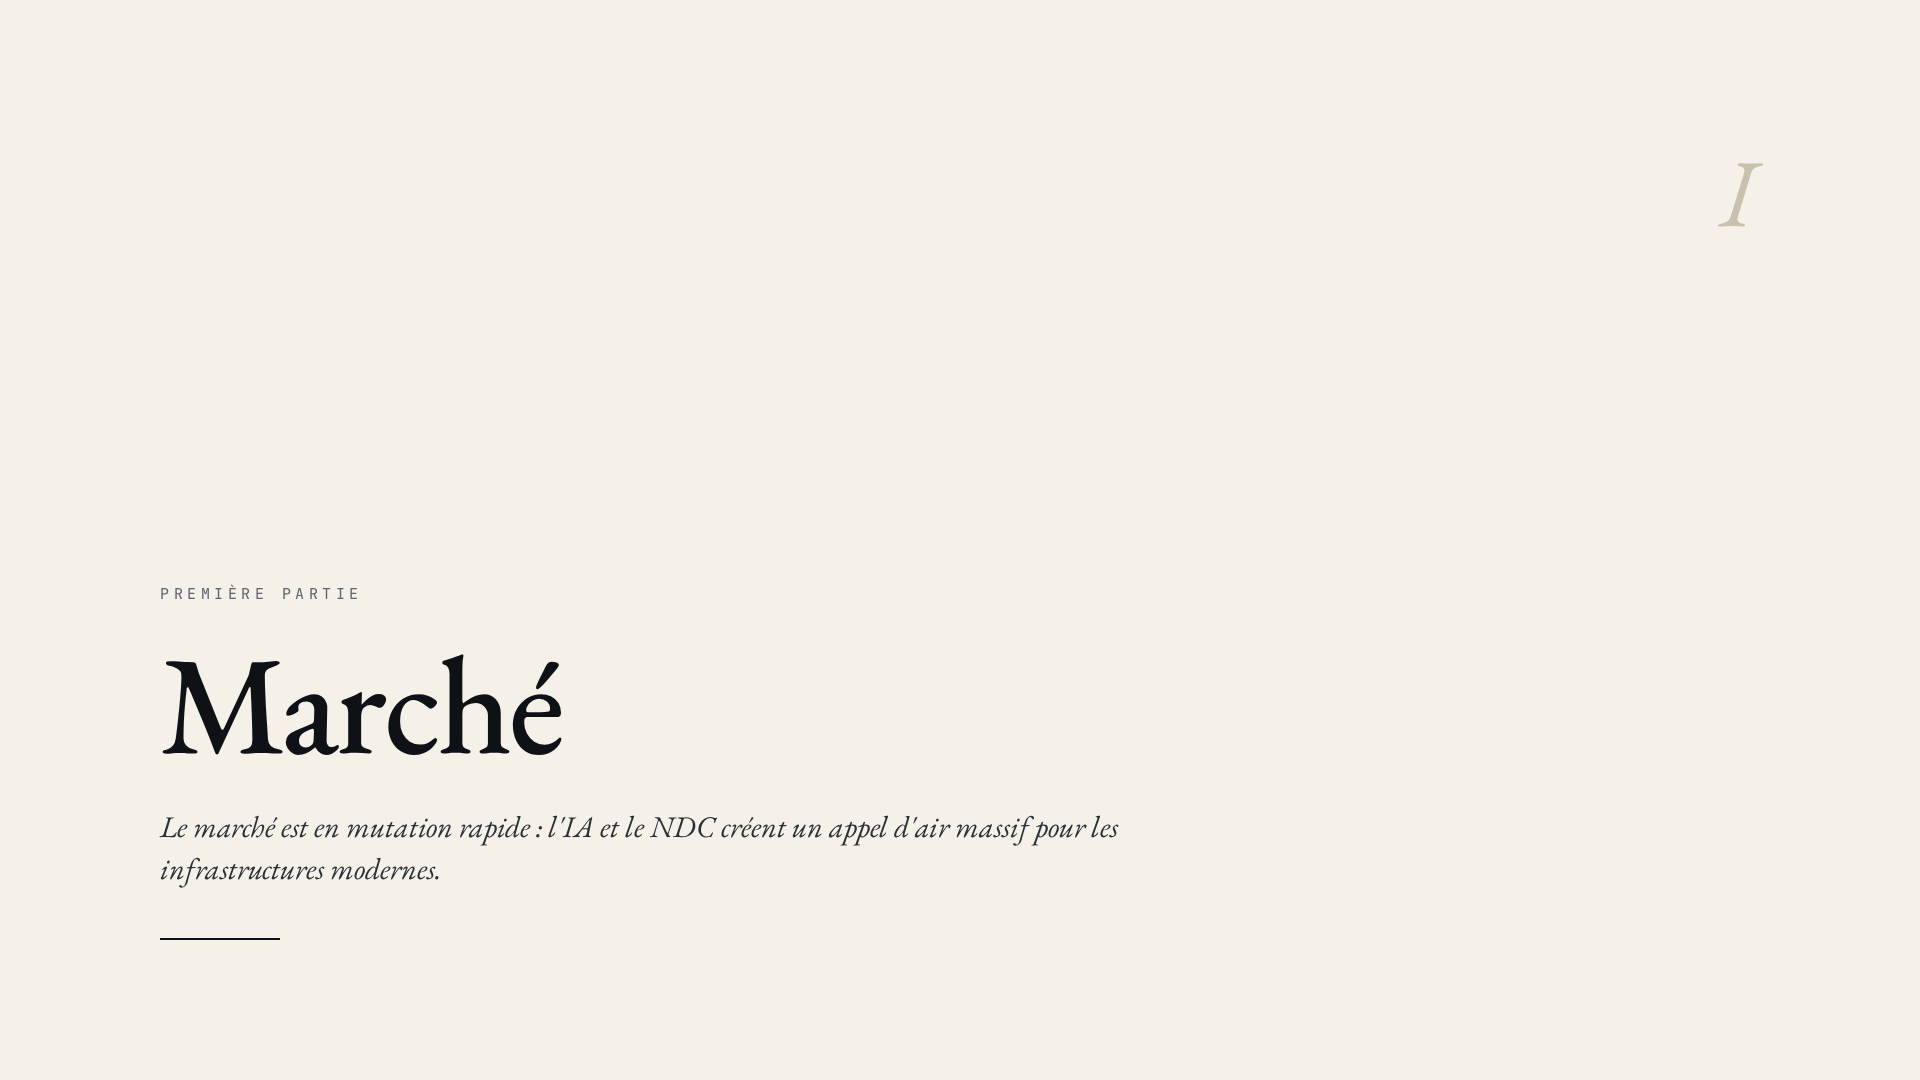 I
PREMIÈRE PARTIE
Marché
Le marché est en mutation rapide : l'IA et le NDC créent un appel d'air massif pour les
infrastructures modernes.